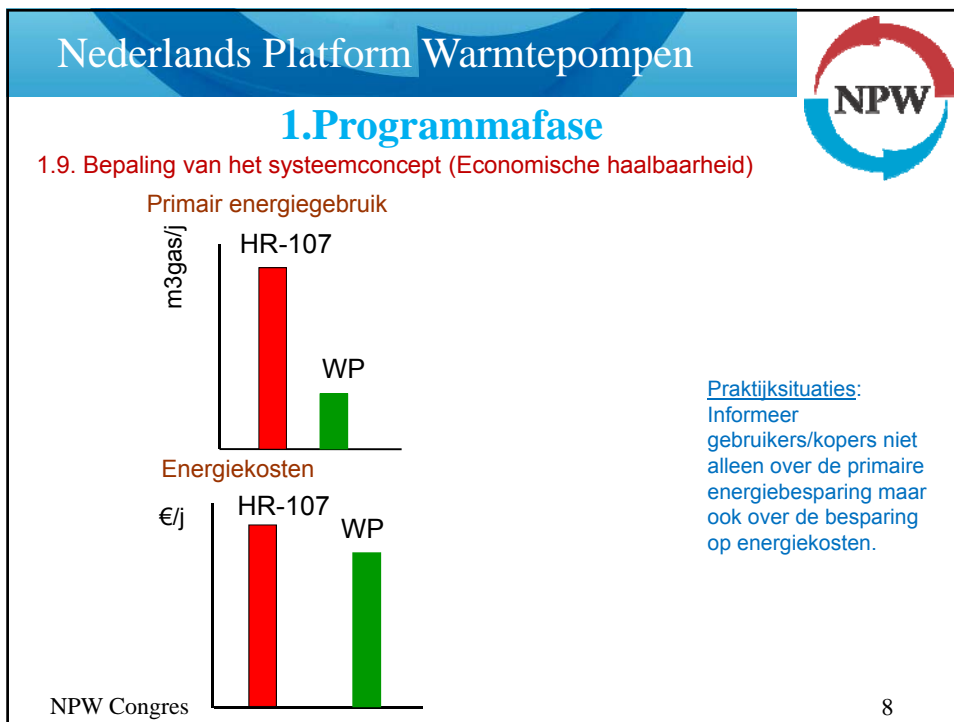 Nederlands Platform Warmtepompen
NPW
1.Programmafase
1.9. Bepaling van het systeemconcept (Economische haalbaarheid)
Primair energiegebruik
m3gas/j
HR-107
WP
Energiekosten
€/j
HR-107
WP
Praktijksituaties:
Informeer
gebruikers/kopers niet
alleen over de primaire
energiebesparing maar
ook over de besparing
op energiekosten.
NPW Congres
8